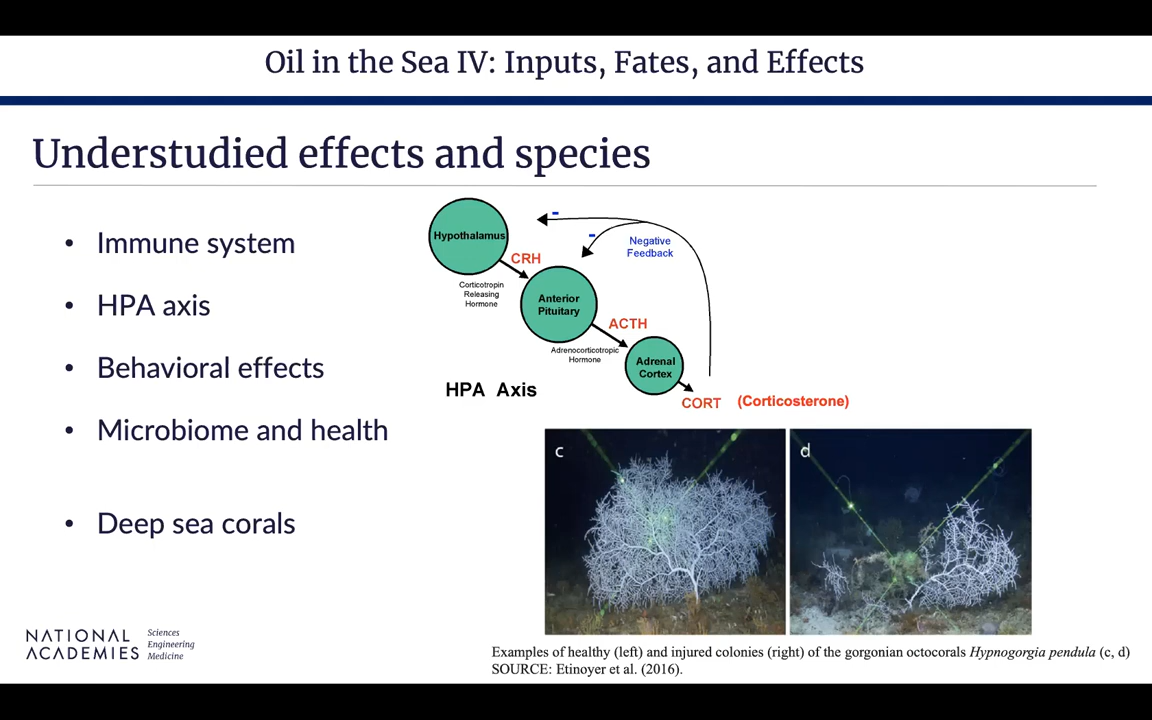 Oil in the Sea IV: Inputs, Fates, and Effects
Understudied effects and species
• Immune system
• HPA axis
• Behavioral effects
• Microbiome and health
• Deep sea corals
Hypothalamus
-
-
Negative
Feedback
CRH
Corticotropin
Releasing
Hormone
Anterior
Pituitary
ACTH
Adrenocorticotropic
Hormone
Adrenal
Cortex
HPA Axis
CORT (Corticosterone)
c
d
Examples of healthy (left) and injured colonies (right) of the gorgonian octocorals Hypnogorgia pendula (c, d)
SOURCE: Etinoyer et al. (2016).
NATIONAL
ACADEMIES
Sciences
Engineering
Medicine